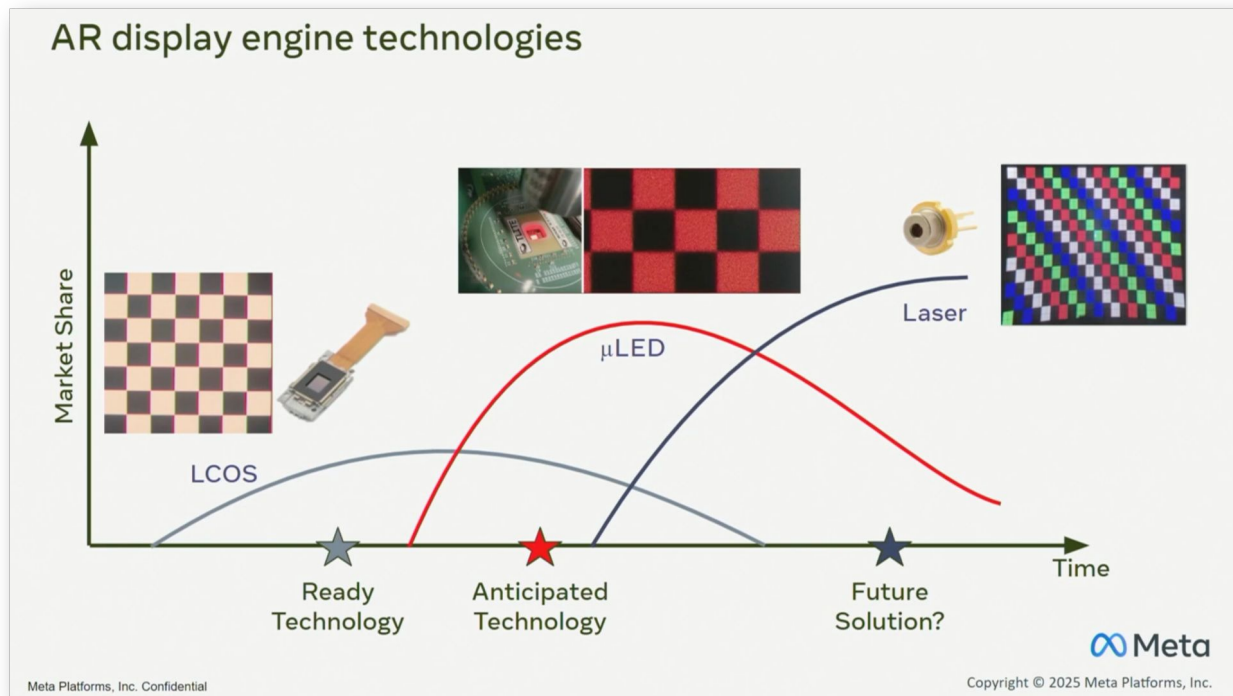 AR display engine technologies
Market Share
LCOS
μLED
Laser
Time
Ready
Technology
Anticipated
Technology
Future
Solution?
Meta
Meta Platforms, Inc. Confidential
Copyright © 2025 Meta Platforms, Inc.